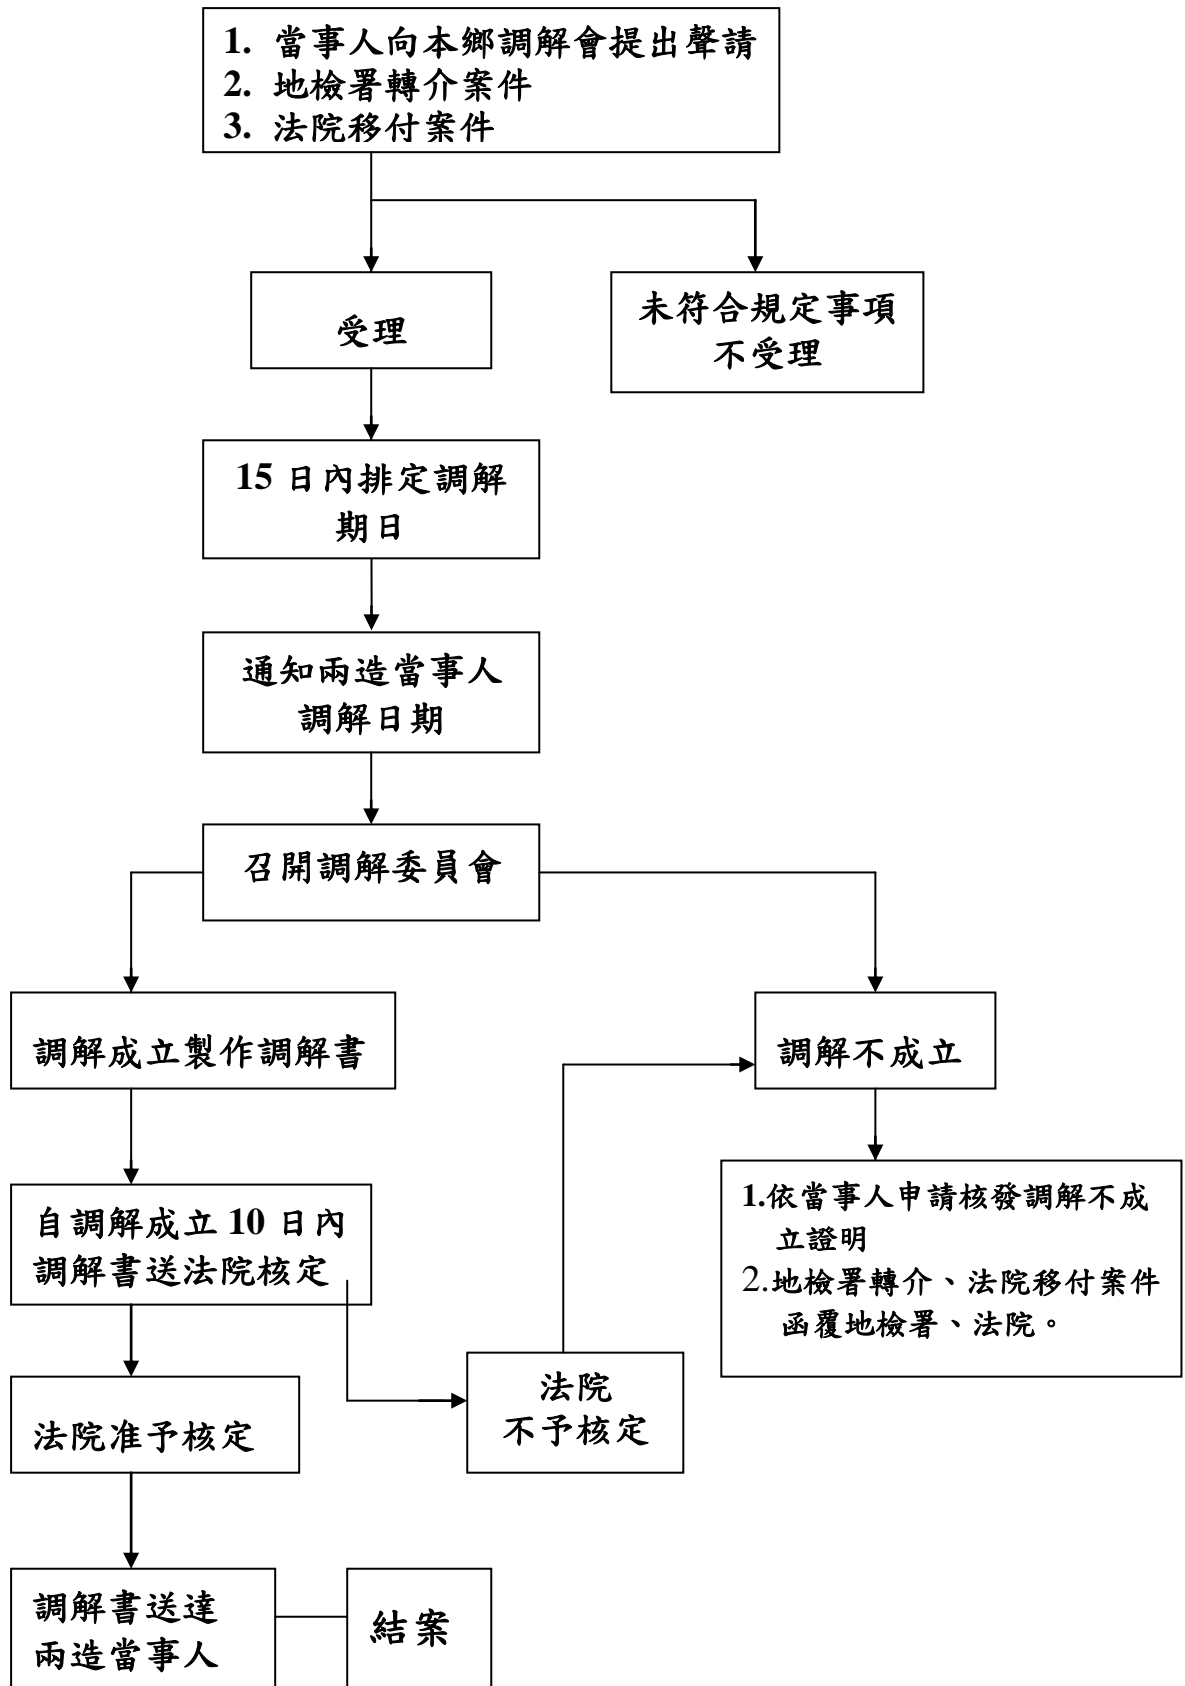 1. 當事人向本鄉調解會提出聲請
2. 地檢署轉介案件
3. 法院移付案件
受理
未符合規定事項
不受理
15 日內排定調解
期日
通知兩造當事人
調解日期
召開調解委員會
調解成立製作調解書
調解不成立
自調解成立 10 日內
調解書送法院核定
1.依當事人申請核發調解不成
立證明
2.地檢署轉介、法院移付案件
函覆地檢署、法院。
法院准予核定
法院
不予核定
調解書送達
兩造當事人
結案